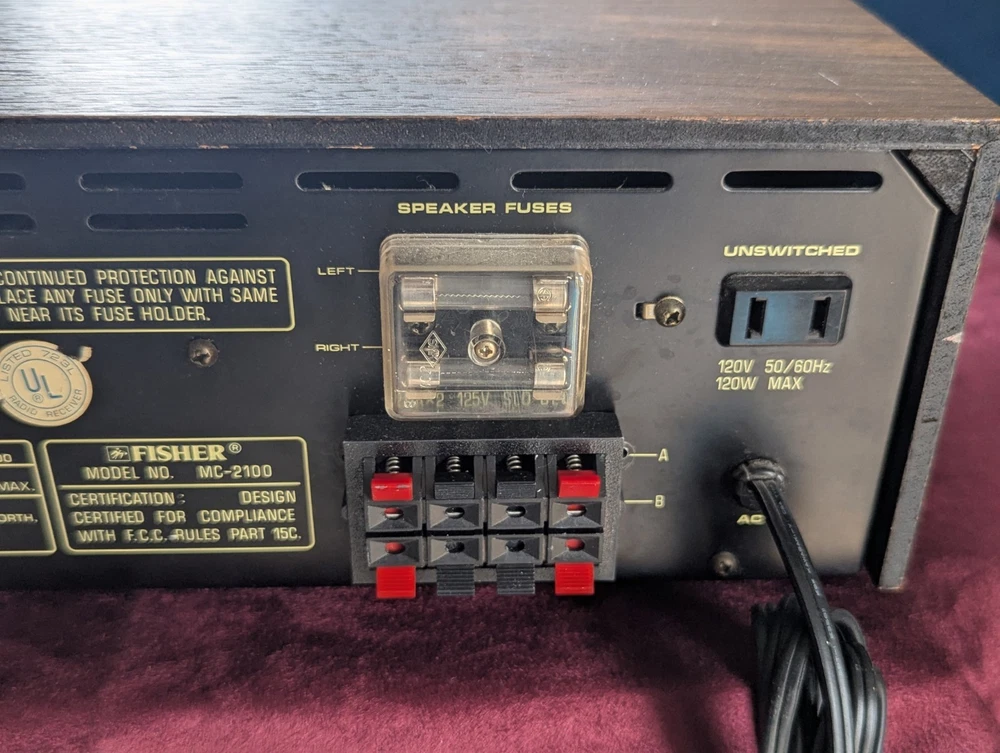 SPEAKER FUSES
LEFT
RIGHT
UNSWITCHED
120V 50/60Hz
120W MAX
CONTINUED PROTECTION AGAINST
LACE ANY FUSE ONLY WITH SAME
NEAR ITS FUSE HOLDER.
LISTED 723L
UL ®
RADIO RECEIVER
125V
MAX.
ORTH,
FISHER®
MODEL NO. MC-2100
CERTIFICATION: DESIGN
CERTIFIED FOR COMPLIANCE
WITH F.C.C. RULES PART 15C.
A
B
AC